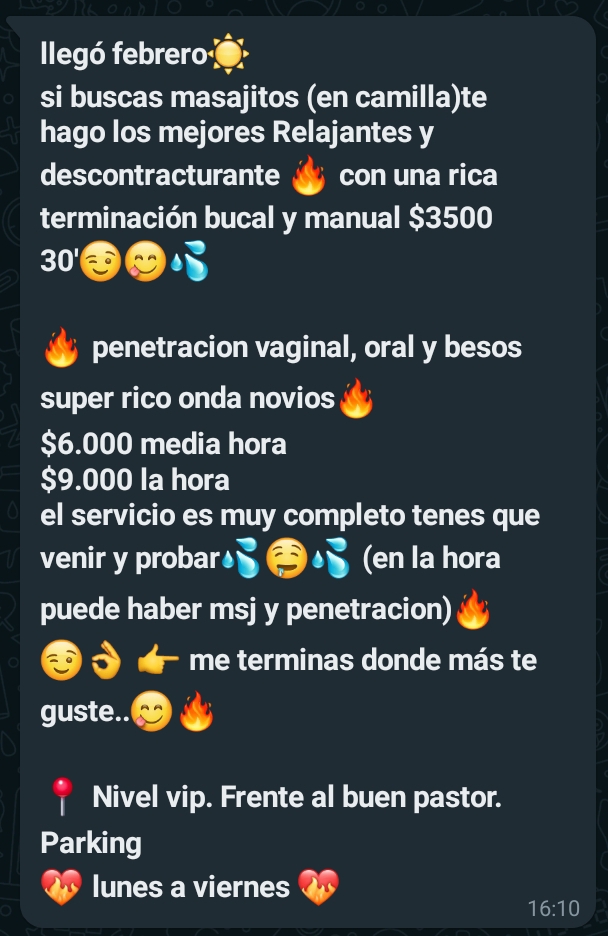 llegó febrero☀️
si buscas masajitos (en camilla)te
hago los mejores Relajantes y
descontracturante 🔥 con una rica
terminación bucal y manual $3500
30'😉😋💦
🔥 penetracion vaginal, oral y besos
super rico onda novios🔥
$6.000 media hora
$9.000 la hora
el servicio es muy completo tenes que
venir y probar💦🤤💦 (en la hora
puede haber msj y penetracion)🔥
😉👌 👉 me terminas donde más te
guste..😋🔥
📍 Nivel vip. Frente al buen pastor.
Parking
❤️‍🔥 lunes a viernes ❤️‍🔥
16:10